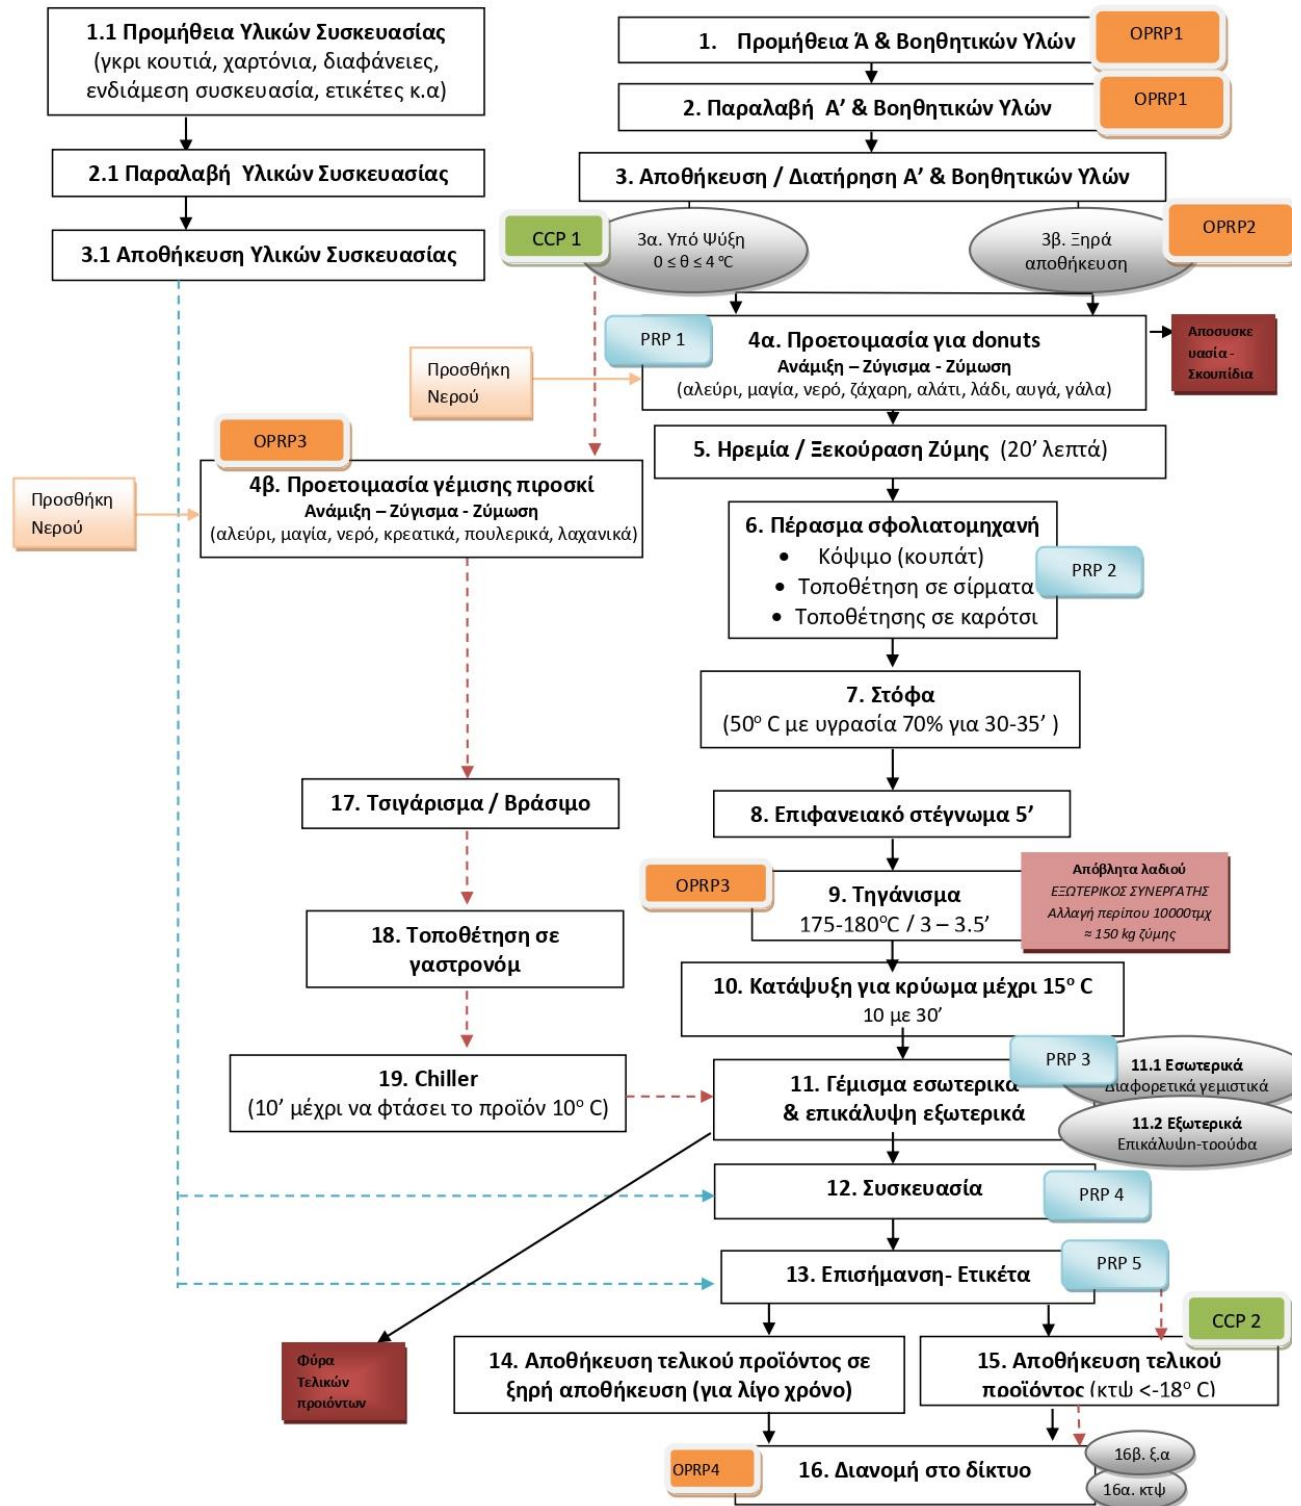 1.1 Προμήθεια Υλικών Συσκευασίας
(γκρι κουτιά, χαρτόνια, διαφάνειες,
ενδιάμεση συσκευασία, ετικέτες κ.α)
1. Προμήθεια Ά & Βοηθητικών Υλών
OPRP1
2. Παραλαβή Α’ & Βοηθητικών Υλών
OPRP1
2.1 Παραλαβή Υλικών Συσκευασίας
3. Αποθήκευση / Διατήρηση Α’ & Βοηθητικών Υλών
3.1 Αποθήκευση Υλικών Συσκευασίας
CCP 1
3α. Υπό Ψύξη
0 ≤ θ ≤ 4 °C
3β. Ξηρά
αποθήκευση
OPRP2
PRP 1
4α. Προετοιμασία για donuts
Ανάμιξη – Ζύγισμα - Ζύμωση
(αλεύρι, μαγία, νερό, ζάχαρη, αλάτι, λάδι, αυγά, γάλα)
Αποσυσκε
υασία -
Σκουπίδια
Προσθήκη
Νερού
OPRP3
5. Ηρεμία / Ξεκούραση Ζύμης (20’ λεπτά)
Προσθήκη
Νερού
4β. Προετοιμασία γέμισης πιροσκί
Ανάμιξη – Ζύγισμα - Ζύμωση
(αλεύρι, μαγία, νερό, κρεατικά, πουλερικά, λαχανικά)
6. Πέρασμα σφολιατομηχανή
• Κόψιμο (κουπάτ)
• Τοποθέτηση σε σίρματα
• Τοποθέτησης σε καρότσι
PRP 2
7. Στόφα
(50° C με υγρασία 70% για 30-35’ )
17. Τσιγάρισμα / Βράσιμο
8. Επιφανειακό στέγνωμα 5’
OPRP3
9. Τηγάνισμα
175-180°C / 3 – 3.5’
Απόβλητα λαδιού
ΕΞΩΤΕΡΙΚΟΣ ΣΥΝΕΡΓΑΤΗΣ
Αλλαγή περίπου 10000τμχ
≈ 150 kg ζύμης
18. Τοποθέτηση σε
γαστρονόμ
10. Κατάψυξη για κρύωμα μέχρι 15° C
10 με 30’
19. Chiller
(10’ μέχρι να φτάσει το προϊόν 10° C)
11. Γέμισμα εσωτερικά
& επικάλυψη εξωτερικά
PRP 3
11.1 Εσωτερικά
Διαφορετικά γεμιστικά
11.2 Εξωτερικά
Επικάλυψη-τρούφα
12. Συσκευασία
PRP 4
13. Επισήμανση- Ετικέτα
PRP 5
CCP 2
Φύρα
Τελικών
προιόντων
14. Αποθήκευση τελικού προϊόντος σε
ξηρή αποθήκευση (για λίγο χρόνο)
15. Αποθήκευση τελικού
προϊόντος (κτψ <-18° C)
OPRP4
16. Διανομή στο δίκτυο
16β. ξ.α
16α. κτψ